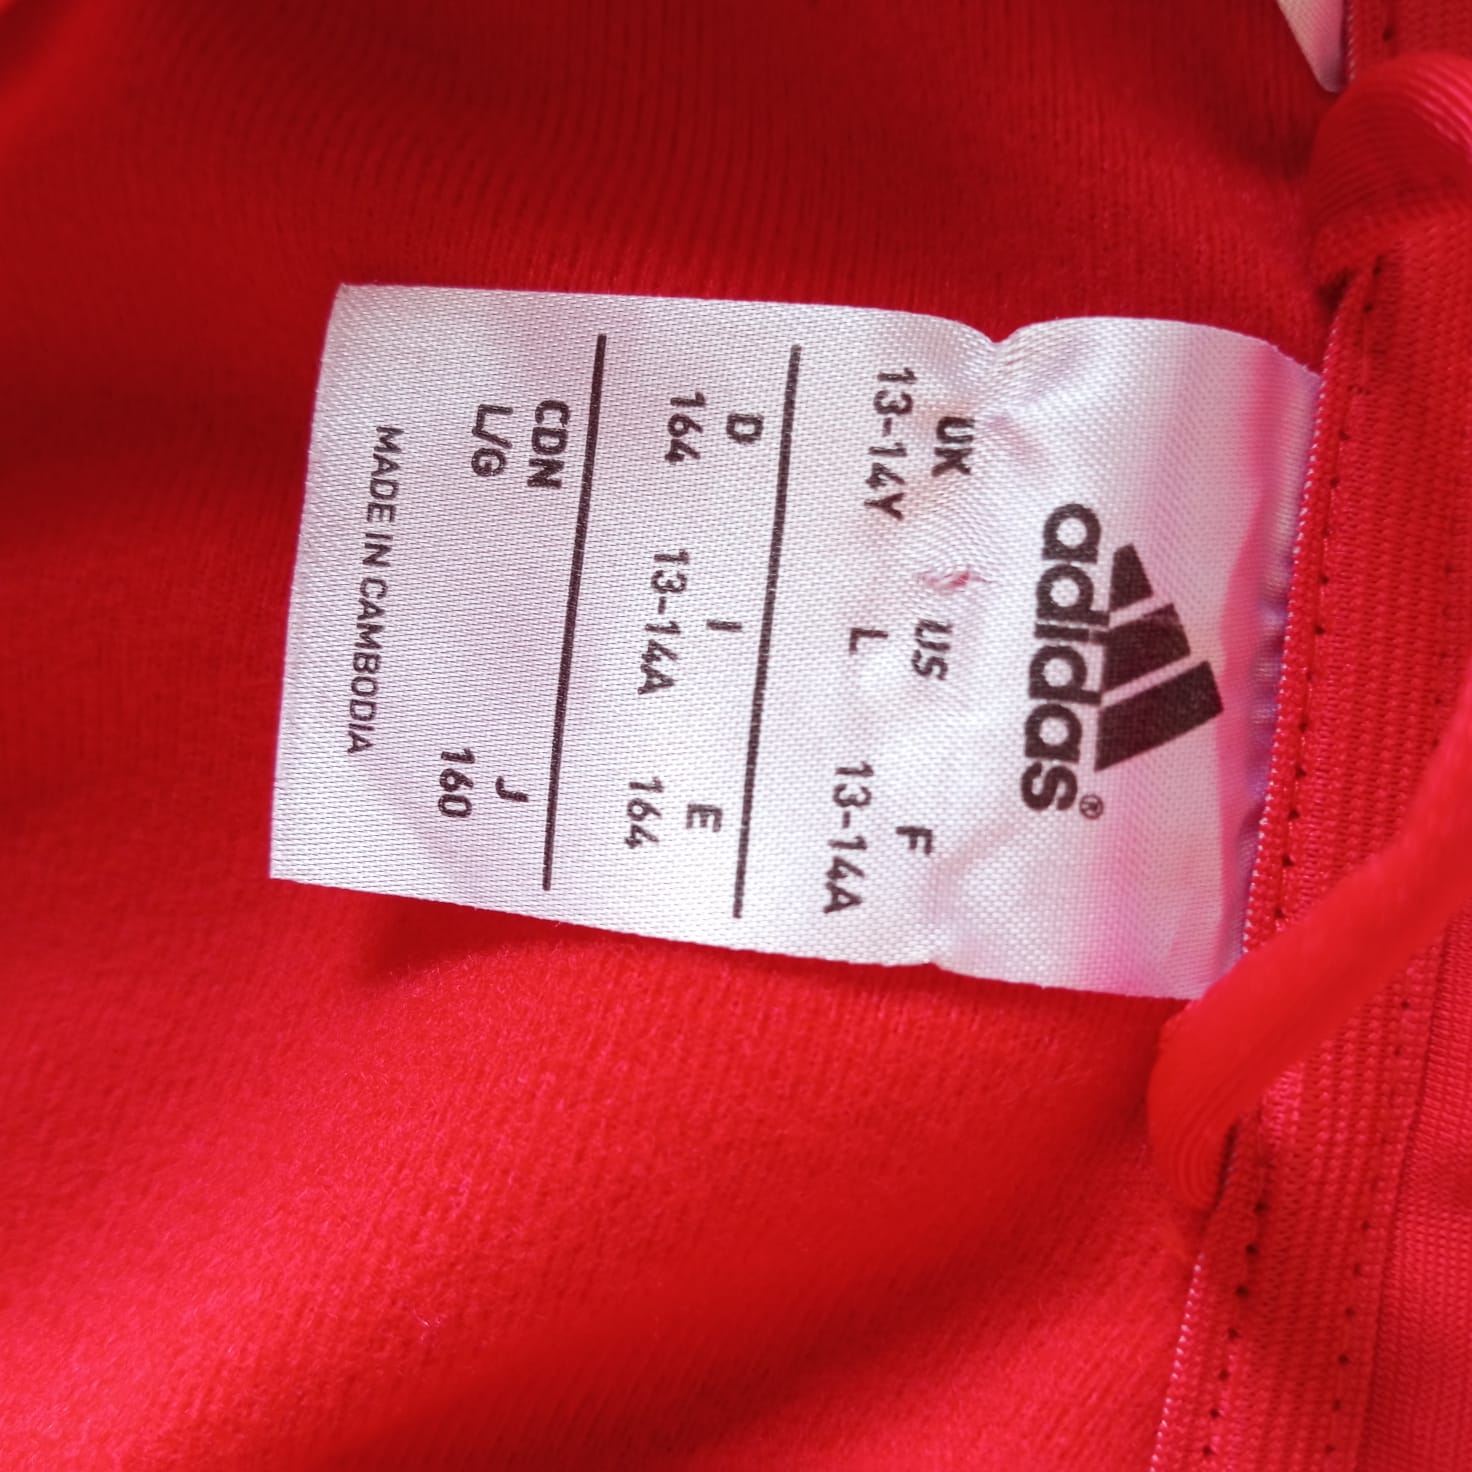 adidas®
UK US F
13-14Y L 13-14A
D I E
164 13-14A 164
CDN J
L/G 160
MADE IN CAMBODIA